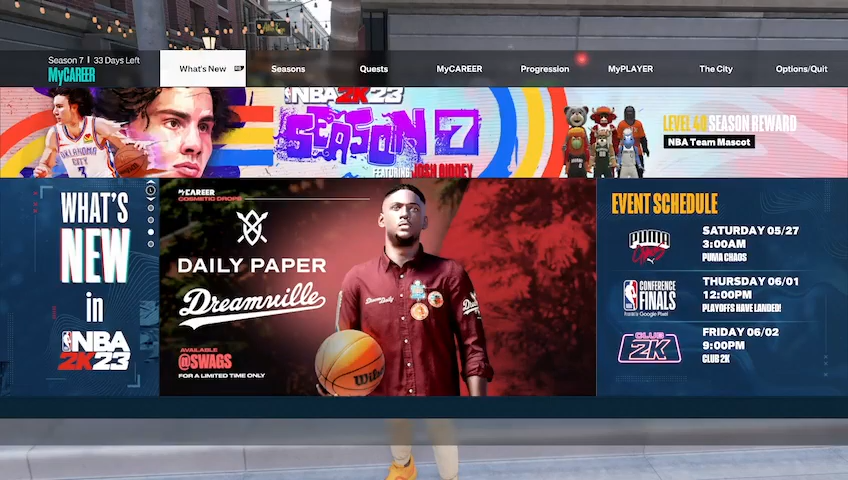 Season 7 | 33 Days Left
MyCAREER
What's New
Seasons
Quests
MyCAREER
Progression
MyPLAYER
The City
Options/Quit
OKLAHOMA
CITY
3
NBA2K23
SEASON 7
FEATURING JOSH GIDDEY
LEVEL 40 SEASON REWARD
NBA Team Mascot
WHAT'S
NEW
in
NBA
2K23
MyCAREER
COSMETIC DROPS
DAILY PAPER
Dreamville
AVAILABLE
@SWAGS
FOR A LIMITED TIME ONLY
Wilson
EVENT SCHEDULE
PUMA
SATURDAY 05/27
3:00AM
PUMA CHAOS
CONFERENCE
FINALS
THURSDAY 06/01
12:00PM
PLAYOFFS HAVE LANDED!
CLUB
2K
FRIDAY 06/02
9:00PM
CLUB 2K